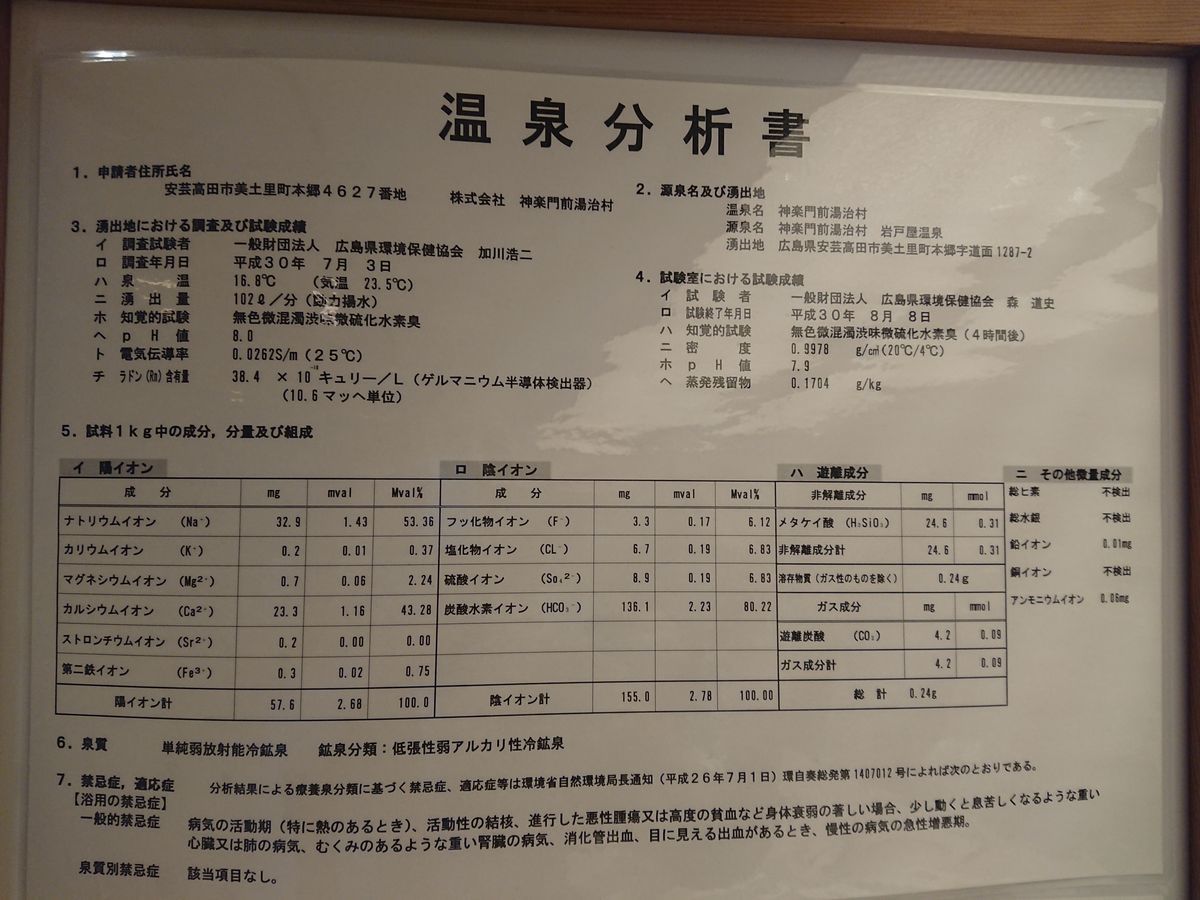 温泉分析書
1．申請者住所氏名
安芸高田市美土里町本郷４６２７番地　株式会社　神楽門前湯治村
2．源泉名及び湧出地
温泉名　神楽門前湯治村
源泉名　神楽門前湯治村　岩戸屋温泉
湧出地　広島県安芸高田市美土里町本郷字道面1287-2
3．湧出地における調査及び試験成績
イ　調査試験者　一般財団法人　広島県環境保健協会　加川浩二
ロ　調査年月日　平成３０年　７月　３日
ハ　泉　温　16.8℃　（気温　23.5℃）
ニ　湧　出　量　102ℓ／分（動力揚水）
ホ　知覚的試験　無色微混濁渋味微硫化水素臭
ヘ　ｐＨ値　8.0
ト　電気伝導率　0.0262S/m（２５℃）
チ　ラドン(Rn)含有量　38.4　×　10⁻¹⁰キュリー／Ｌ（ゲルマニウム半導体検出器）
（10.6マッヘ単位）
4．試験室における試験成績
イ　試　験　者　一般財団法人　広島県環境保健協会　森　道史
ロ　試験終了年月日　平成３０年　８月　８日
ハ　知覚的試験　無色微混濁渋味微硫化水素臭（４時間後）
ニ　密　度　0.9978　g/cm³(20℃/4℃)
ホ　ｐＨ値　7.9
ヘ　蒸発残留物　0.1704　g/kg
5．試料１kg中の成分，分量及び組成
イ　陽イオン
成　分　mg　mval　Mval%
ナトリウムイオン　（Na⁺）　32.9　1.43　53.36
カリウムイオン　（K⁺）　0.2　0.01　0.37
マグネシウムイオン　（Mg²⁺）　0.7　0.06　2.24
カルシウムイオン　（Ca²⁺）　23.3　1.16　43.28
ストロンチウムイオン　（Sr²⁺）　0.2　0.00　0.00
第二鉄イオン　（Fe³⁺）　0.3　0.02　0.75
陽イオン計　57.6　2.68　100.0
ロ　陰イオン
成　分　mg　mval　Mval%
フッ化物イオン　（F⁻）　3.3　0.17　6.12
塩化物イオン　（CL⁻）　6.7　0.19　6.83
硫酸イオン　（So₄²⁻）　8.9　0.19　6.83
炭酸水素イオン　（HCO₃⁻）　136.1　2.23　80.22
陰イオン計　155.0　2.78　100.00
ハ　遊離成分
非解離成分　mg　mmol
メタケイ酸　（H₂SiO₃）　24.6　0.31
非解離成分計　24.6　0.31
溶存物質（ガス性のものを除く）　0.24ｇ
ガス成分　mg　mmol
遊離炭酸　（CO₂）　4.2　0.09
ガス成分計　4.2　0.09
総　計　0.24g
ニ　その他微量成分
総ヒ素　不検出
総水銀　不検出
鉛イオン　0.01mg
銅イオン　不検出
アンモニウムイオン　0.06mg
6．泉質　単純弱放射能冷鉱泉　鉱泉分類：低張性弱アルカリ性冷鉱泉
7．禁忌症，適応症　分析結果による療養泉分類に基づく禁忌症、適応症等は環境省自然環境局長通知（平成２６年７月１日）環自奏総発第1407012号によれば次のとおりである。
【浴用の禁忌症】
一般的禁忌症　病気の活動期（特に熱のあるとき）、活動性の結核、進行した悪性腫瘍又は高度の貧血など身体衰弱の著しい場合、少し動くと息苦しくなるような重い
心臓又は肺の病気、むくみのあるような重い腎臓の病気、消化管出血、目に見える出血があるとき、慢性の病気の急性増悪期。
泉質別禁忌症　該当項目なし。